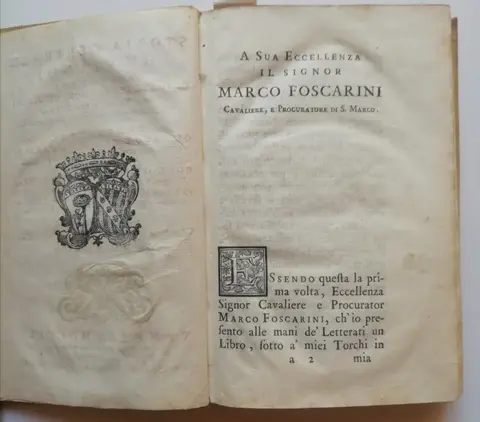 A SUA ECCELLENZA
IL SIGNOR
MARCO FOSCARINI
CAVALIERE, E PROCURATORE DI S. MARCO.
ESSENDO questa la pri-
ma volta, Eccellenza
Signor Cavaliere e Procurator
MARCO FOSCARINI, ch'io pre-
sento alle mani de' Letterati un
Libro, sotto a' miei Torchi in
a 2 mia